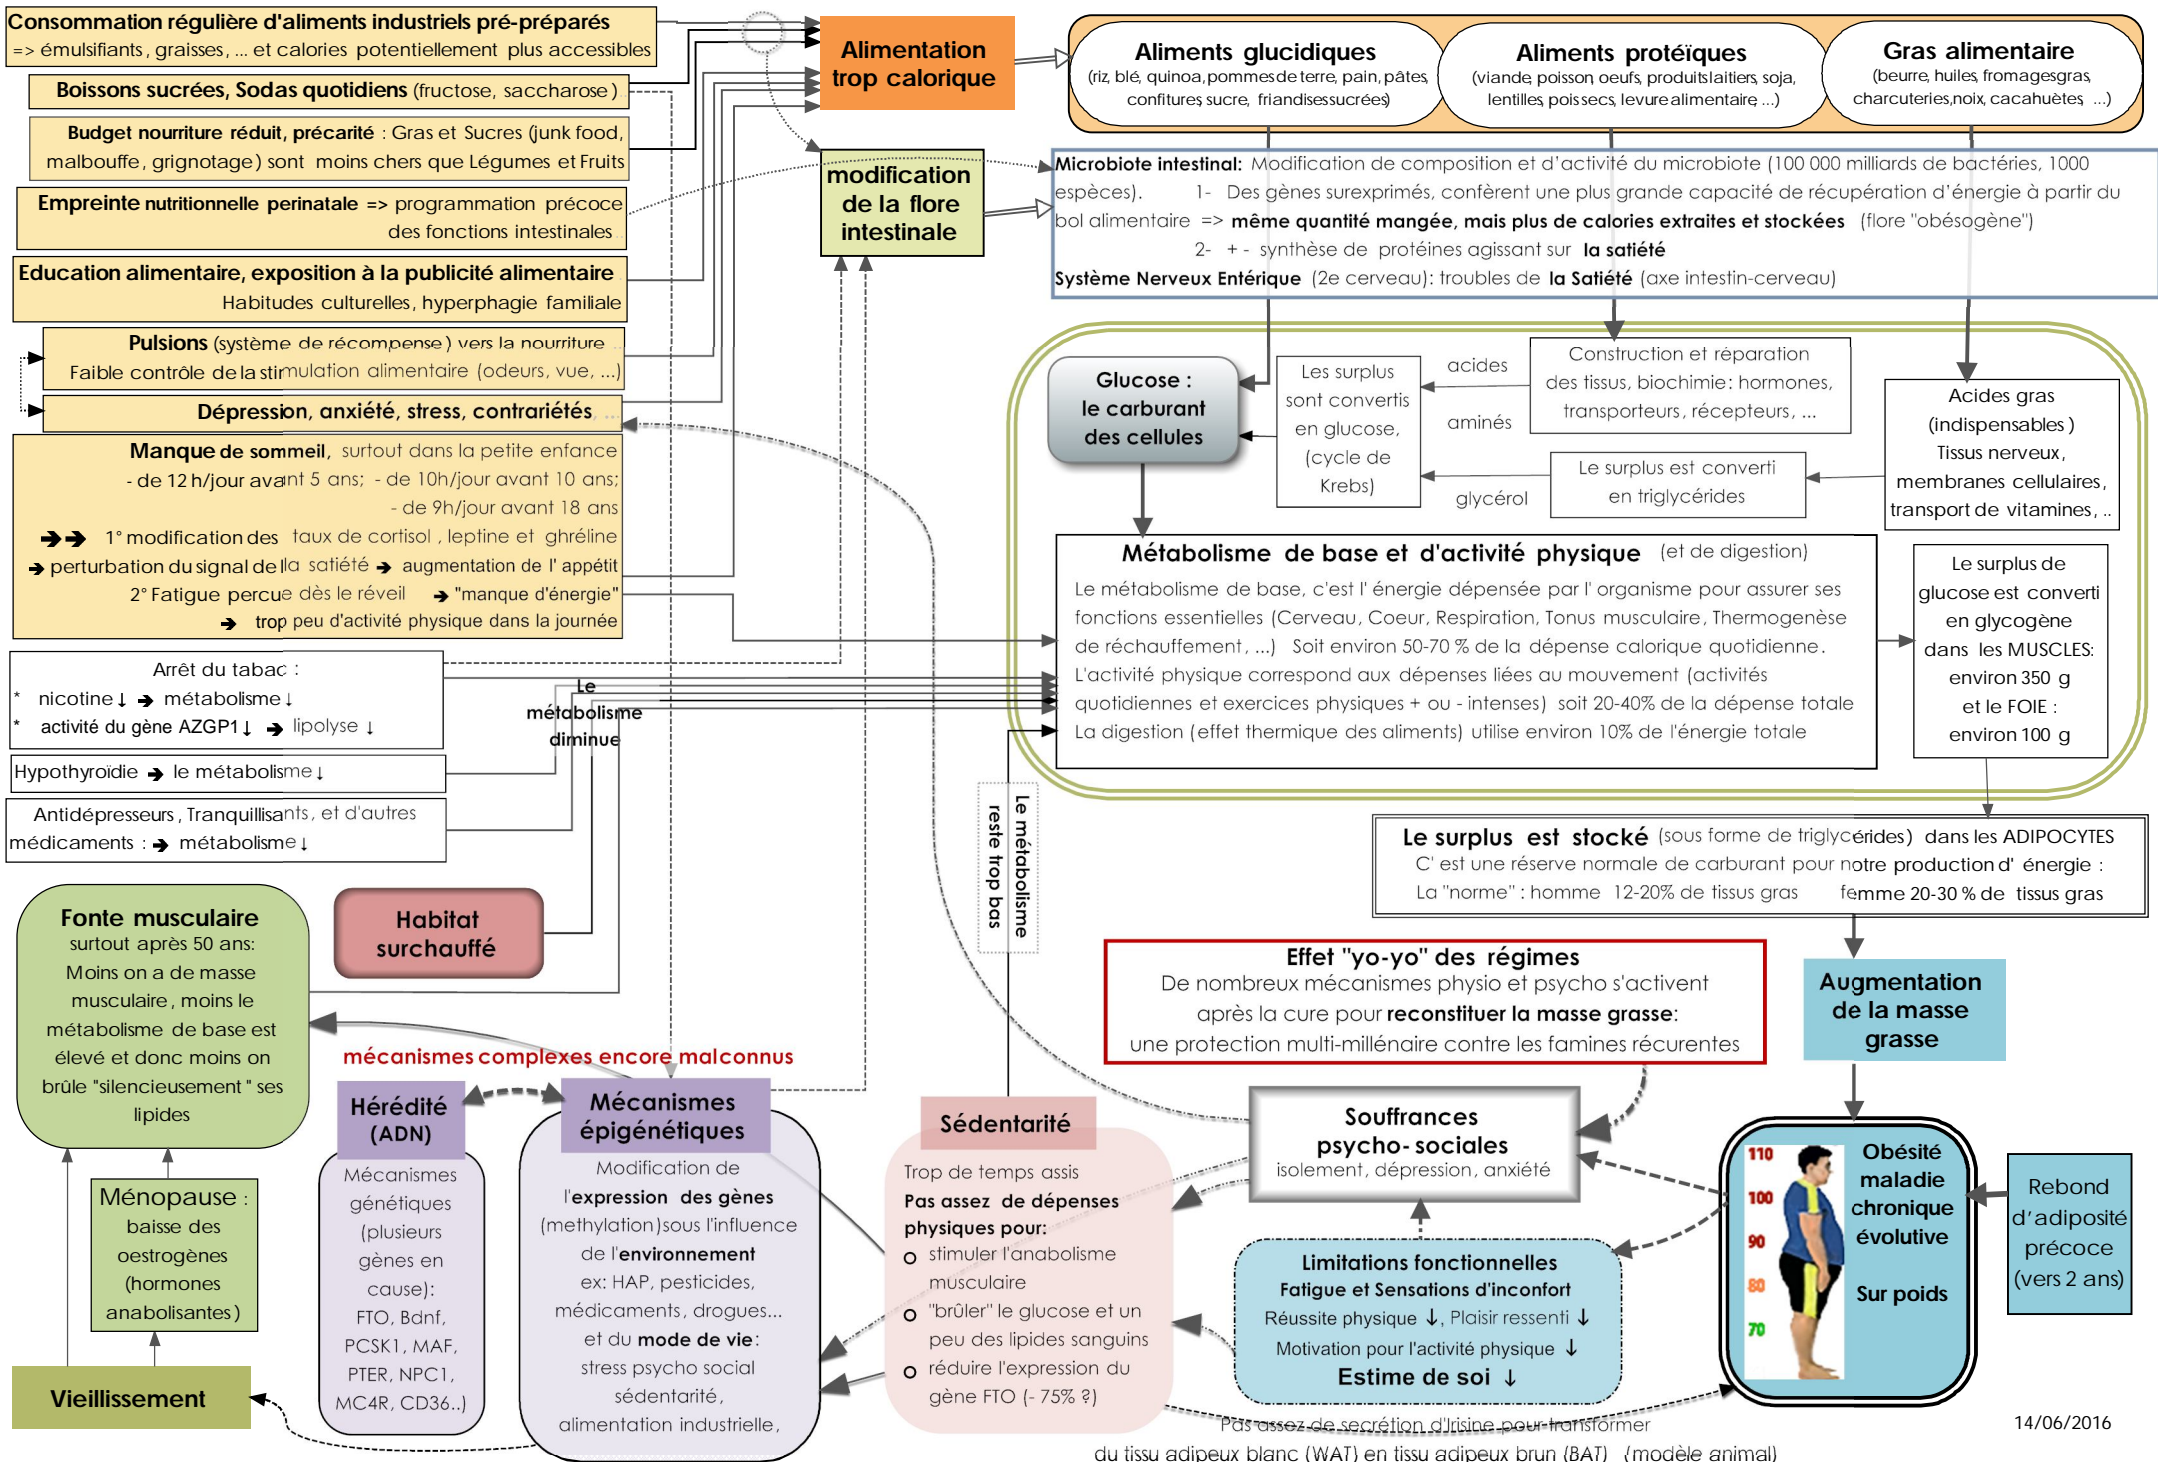 Consommation régulière d'aliments industriels pré-préparés
=> émulsifiants, graisses, ... et calories potentiellement plus accessibles
Boissons sucrées, Sodas quotidiens (fructose, saccharose)
Budget nourriture réduit, précarité : Gras et Sucres (junk food,
malbouffe, grignotage) sont moins chers que Légumes et Fruits
Empreinte nutritionnelle perinatale => programmation précoce
des fonctions intestinales...
Education alimentaire, exposition à la publicité alimentaire
Habitudes culturelles, hyperphagie familiale
Pulsions (système de récompense) vers la nourriture ...
Faible contrôle de la stimulation alimentaire (odeurs, vue, ...)
Dépression, anxiété, stress, contrariétés, ...
Manque de sommeil, surtout dans la petite enfance
- de 12 h/jour avant 5 ans; - de 10h/jour avant 10 ans;
- de 9h/jour avant 18 ans
➔➔ 1° modification des taux de cortisol, leptine et ghréline
➔ perturbation du signal de la satiété ➔ augmentation de l' appétit
2° Fatigue percue dès le réveil ➔ "manque d'énergie"
➔ trop peu d'activité physique dans la journée
Arrêt du tabac :
* nicotine ↓ ➔ métabolisme ↓
* activité du gène AZGP1 ↓ ➔ lipolyse ↓
Hypothyroïdie ➔ le métabolisme ↓
Antidépresseurs, Tranquillisants, et d'autres
médicaments : ➔ métabolisme ↓
Le
métabolisme
diminue
Alimentation
trop calorique
modification
de la flore
intestinale
Aliments glucidiques
(riz, blé, quinoa, pommes de terre, pain, pâtes,
confitures, sucre, friandises sucrées)
Aliments protéïques
(viande, poisson, oeufs, produits laitiers, soja,
lentilles, pois secs, levure alimentaire, ...)
Gras alimentaire
(beurre, huiles, fromages gras,
charcuteries, noix, cacahuètes, ...)
Microbiote intestinal: Modification de composition et d'activité du microbiote (100 000 milliards de bactéries, 1000
espèces). 1- Des gènes surexprimés, confèrent une plus grande capacité de récupération d'énergie à partir du
bol alimentaire => même quantité mangée, mais plus de calories extraites et stockées (flore "obésogène")
2- + - synthèse de protéines agissant sur la satiété
Système Nerveux Entérique (2e cerveau): troubles de la Satiété (axe intestin-cerveau)
Glucose :
le carburant
des cellules
Les surplus
sont convertis
en glucose,
(cycle de
Krebs)
acides
aminés
glycérol
Construction et réparation
des tissus, biochimie: hormones,
transporteurs, récepteurs, ...
Le surplus est converti
en triglycérides
Acides gras
(indispensables)
Tissus nerveux,
membranes cellulaires,
transport de vitamines, ..
Métabolisme de base et d'activité physique (et de digestion)
Le métabolisme de base, c'est l' énergie dépensée par l' organisme pour assurer ses
fonctions essentielles (Cerveau, Coeur, Respiration, Tonus musculaire, Thermogenèse
de réchauffement, ...) Soit environ 50-70 % de la dépense calorique quotidienne.
L'activité physique correspond aux dépenses liées au mouvement (activités
quotidiennes et exercices physiques + ou - intenses) soit 20-40% de la dépense totale
La digestion (effet thermique des aliments) utilise environ 10% de l'énergie totale
Le surplus de
glucose est converti
en glycogène
dans les MUSCLES:
environ 350 g
et le FOIE :
environ 100 g
Le surplus est stocké (sous forme de triglycérides) dans les ADIPOCYTES
C' est une réserve normale de carburant pour notre production d' énergie :
La "norme" : homme 12-20% de tissus gras femme 20-30 % de tissus gras
Le métabolisme
reste trop bas
Fonte musculaire
surtout après 50 ans:
Moins on a de masse
musculaire, moins le
métabolisme de base est
élevé et donc moins on
brûle "silencieusement" ses
lipides
Habitat
surchauffé
Effet "yo-yo" des régimes
De nombreux mécanismes physio et psycho s'activent
après la cure pour reconstituer la masse grasse:
une protection multi-millénaire contre les famines récurentes
Augmentation
de la masse
grasse
mécanismes complexes encore mal connus
Hérédité
(ADN)
Mécanismes
génétiques
(plusieurs
gènes en
cause):
FTO, Bdnf,
PCSK1, MAF,
PTER, NPC1,
MC4R, CD36..)
Mécanismes
épigénétiques
Modification de
l'expression des gènes
(methylation)sous l'influence
de l'environnement
ex: HAP, pesticides,
médicaments, drogues...
et du mode de vie:
stress psycho social
sédentarité,
alimentation industrielle,
Sédentarité
Trop de temps assis
Pas assez de dépenses
physiques pour:
o stimuler l'anabolisme
musculaire
o "brûler" le glucose et un
peu des lipides sanguins
o réduire l'expression du
gène FTO (- 75% ?)
Souffrances
psycho-sociales
isolement, dépression, anxiété
Limitations fonctionnelles
Fatigue et Sensations d'inconfort
Réussite physique ↓, Plaisir ressenti ↓
Motivation pour l'activité physique ↓
Estime de soi ↓
110
100
90
80
70
Obésité
maladie
chronique
évolutive
Sur poids
Rebond
d'adiposité
précoce
(vers 2 ans)
Ménopause :
baisse des
oestrogènes
(hormones
anabolisantes)
Vieillissement
Pas assez de secrétion d'Irisine pour transformer
du tissu adipeux blanc (WAT) en tissu adipeux brun (BAT) (modèle animal)
14/06/2016